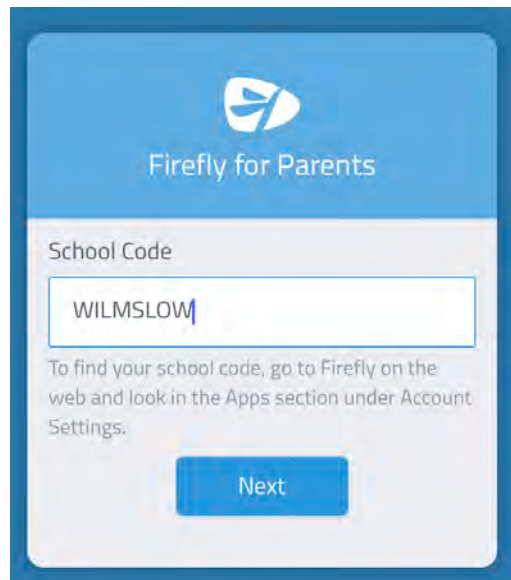 Firefly for Parents
School Code
WILMSLOW
To find your school code, go to Firefly on the
web and look in the Apps section under Account
Settings.
Next